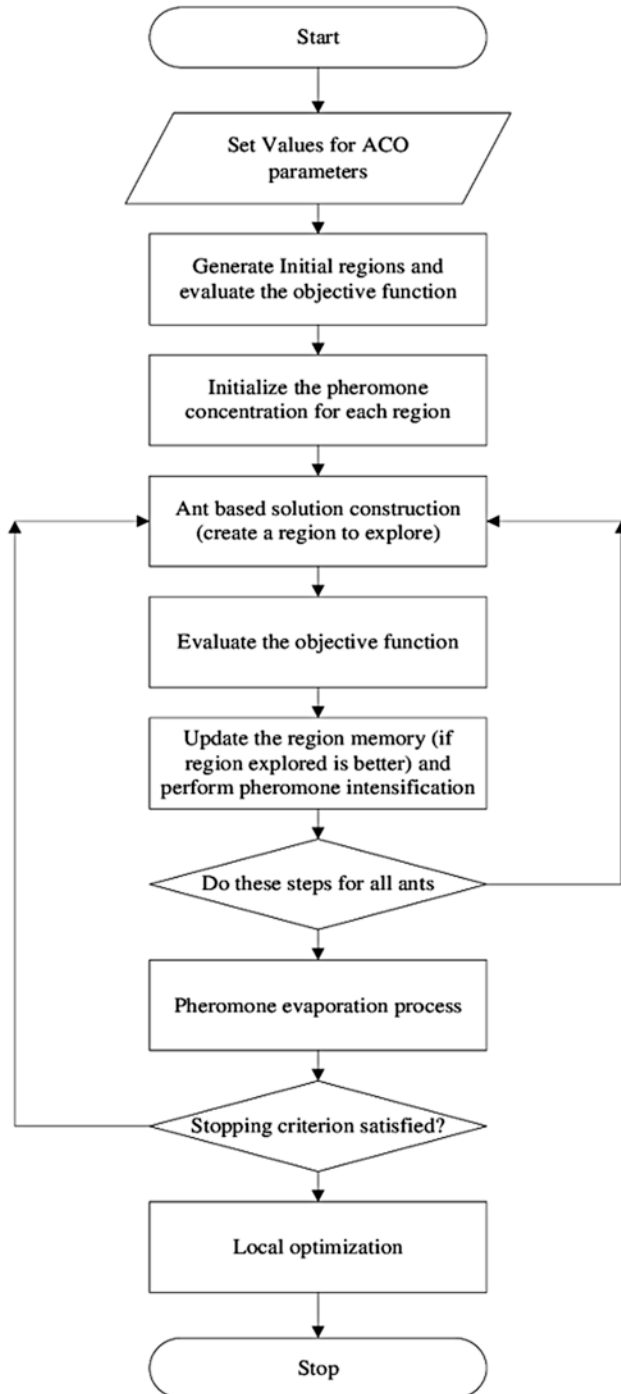 Start
Set Values for ACO
parameters
Generate Initial regions and
evaluate the objective function
Initialize the pheromone
concentration for each region
Ant based solution construction
(create a region to explore)
Evaluate the objective function
Update the region memory (if
region explored is better) and
perform pheromone intensification
Do these steps for all ants
Pheromone evaporation process
Stopping criterion satisfied?
Local optimization
Stop